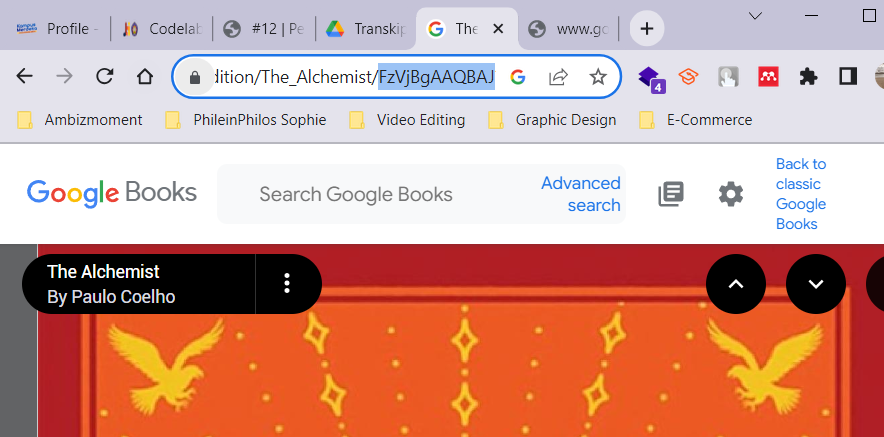 Profile -
Codelab
#12 | Pe
Transkip
The
www.go
dition/The_Alchemist/FzVjBgAAQBAJ
4
Ambizmoment
PhileinPhilos Sophie
Video Editing
Graphic Design
E-Commerce
Google Books
Search Google Books
Advanced
search
Back to
classic
Google
Books
The Alchemist
By Paulo Coelho